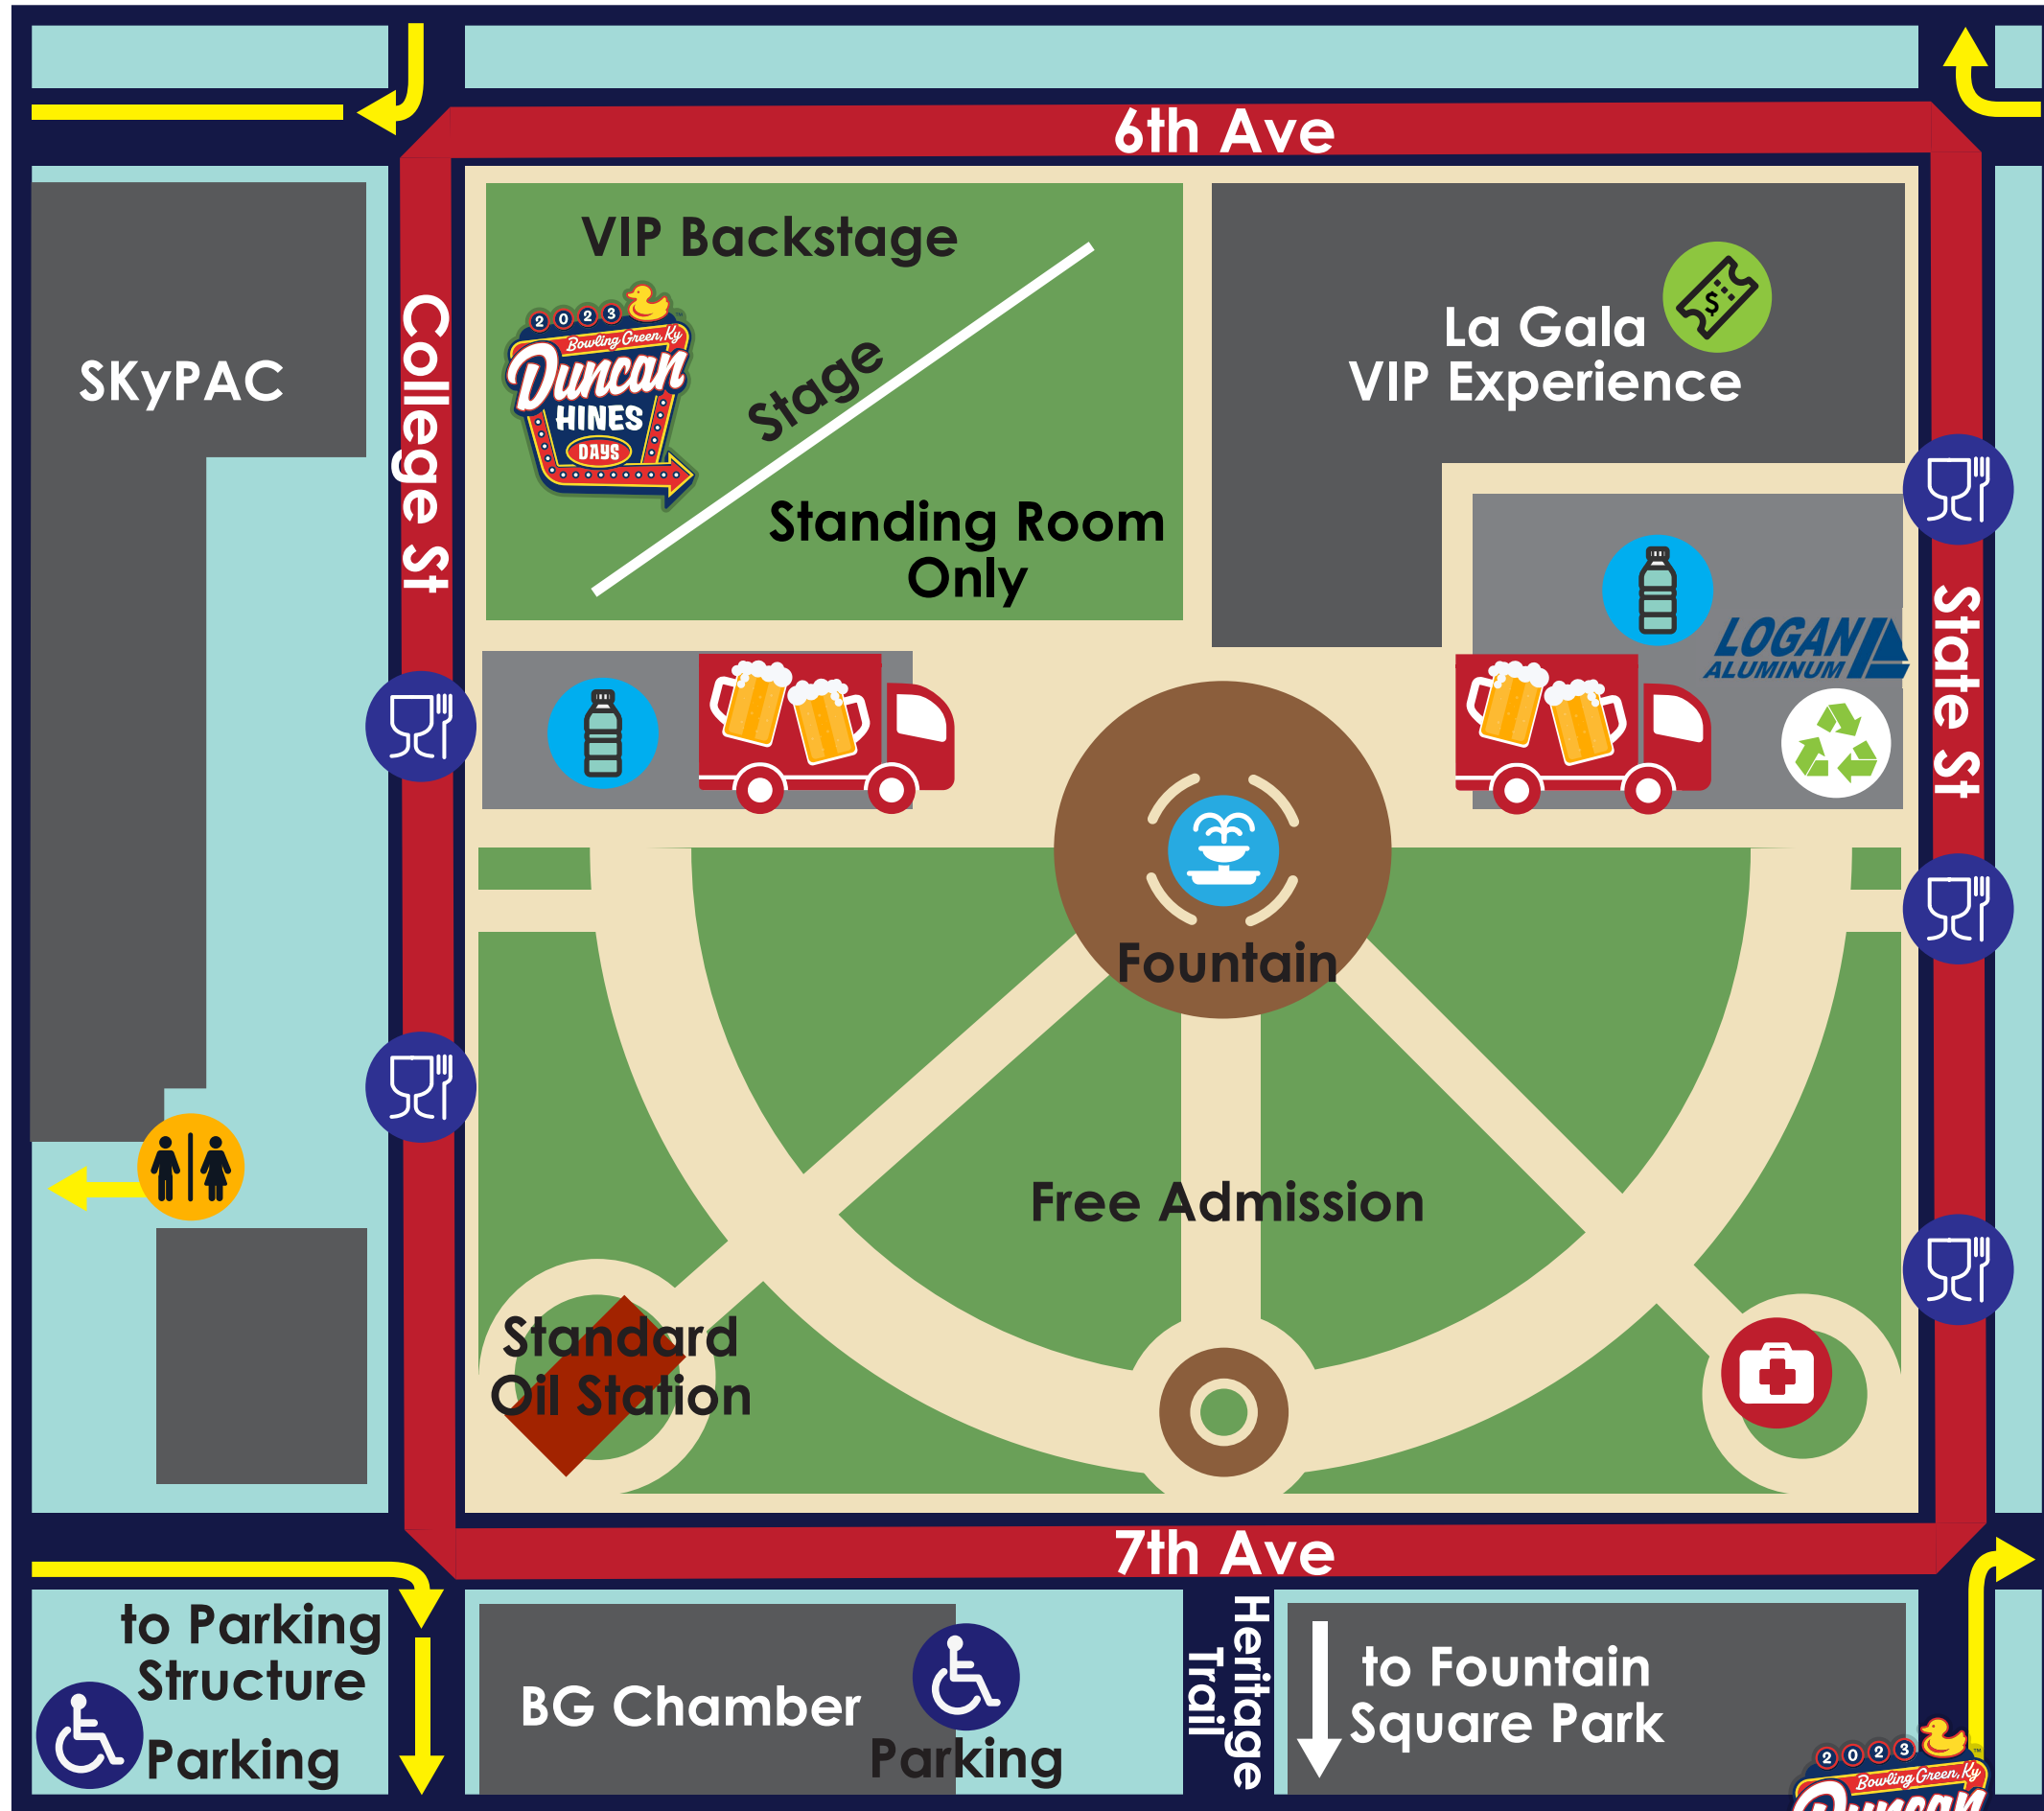 6th Ave
VIP Backstage
2023
Bowling Green, Ky
Duncan
HINES
DAYS
Stage
Standing Room
Only
La Gala
VIP Experience
$
SKyPAC
College St
LOGAN
ALUMINUM
State St
Fountain
Free Admission
Standard
Oil Station
7th Ave
to Parking
Structure
Parking
BG Chamber
Parking
Heritage
Trail
to Fountain
Square Park
2023
TM
Bowling Green, Ky
Duncan